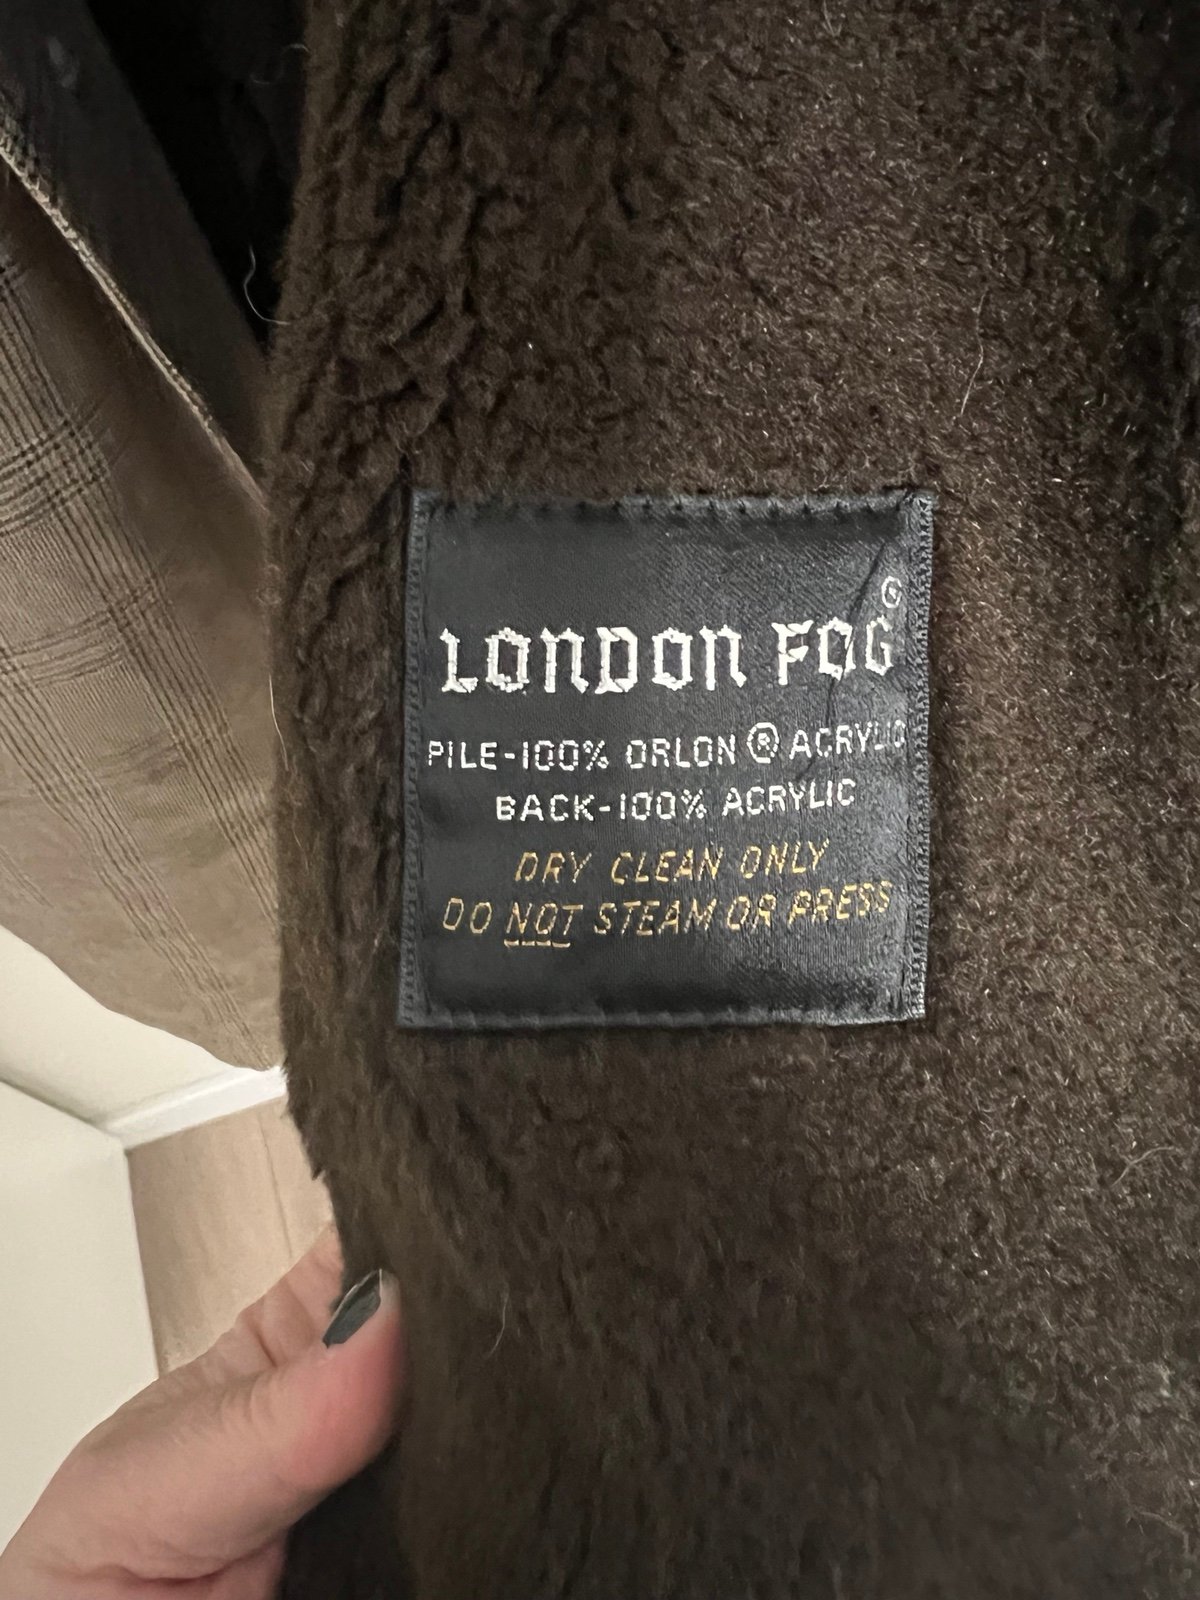 LONDON FOG®
PILE-100% ORLON ® ACRYLIC
BACK-100% ACRYLIC
DRY CLEAN ONLY
DO NOT STEAM OR PRESS